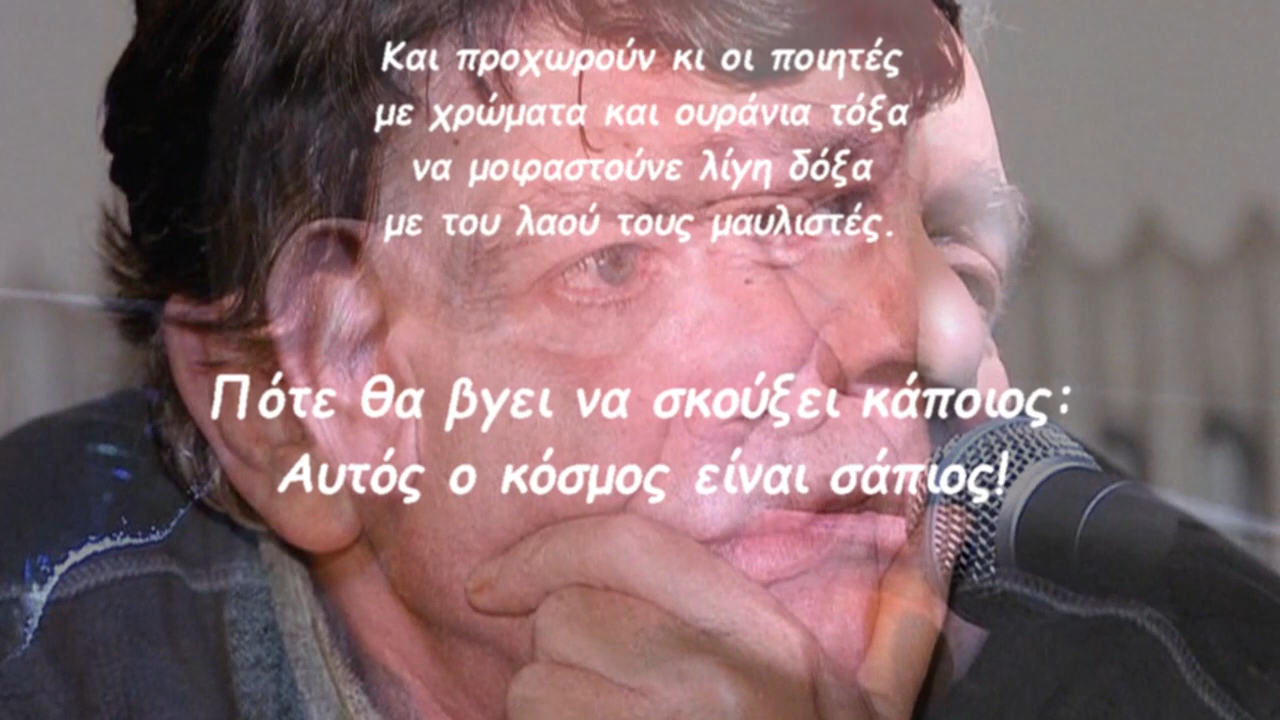 Και προχωρούν κι οι ποιητές
με χρώματα και ουράνια τόξα
να μοιραστούνε λίγη δόξα
με του λαού τους μαυλιστές.
Πότε θα βγει να σκούξει κάποιος:
Αυτός ο κόσμος είναι σάπιος!